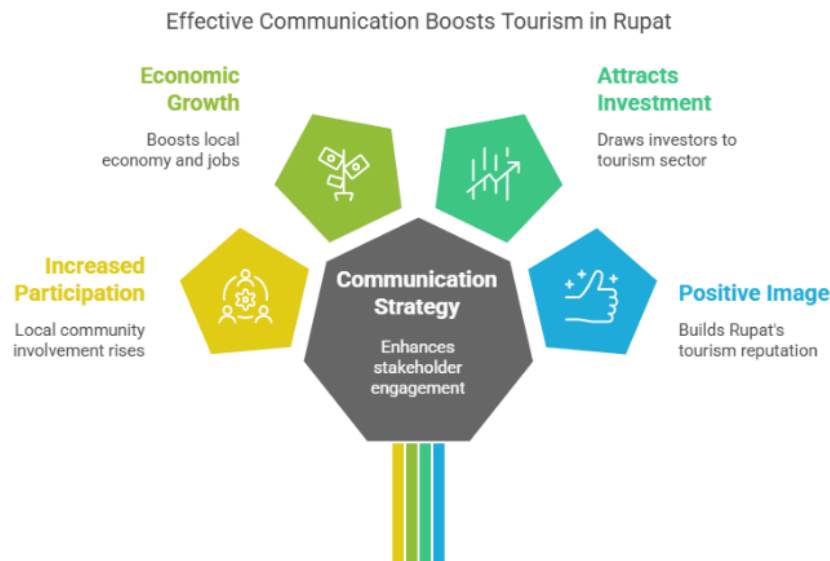 Effective Communication Boosts Tourism in Rupat
Economic
Growth
Boosts local
economy and jobs
Attracts
Investment
Draws investors to
tourism sector
Increased
Participation
Local community
involvement rises
Communication
Strategy
Enhances
stakeholder
engagement
Positive Image
Builds Rupat's
tourism reputation